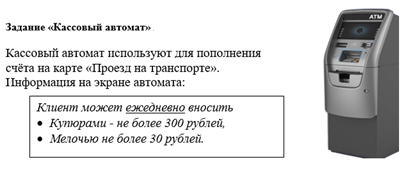 Задание «Кассовый автомат»
ATM
Кассовый автомат используют для пополнения
счёта на карте «Проезд на транспорте».
Информация на экране автомата:
Клиент может ежедневно вносить
• Купюрами - не более 300 рублей,
• Мелочью не более 30 рублей.